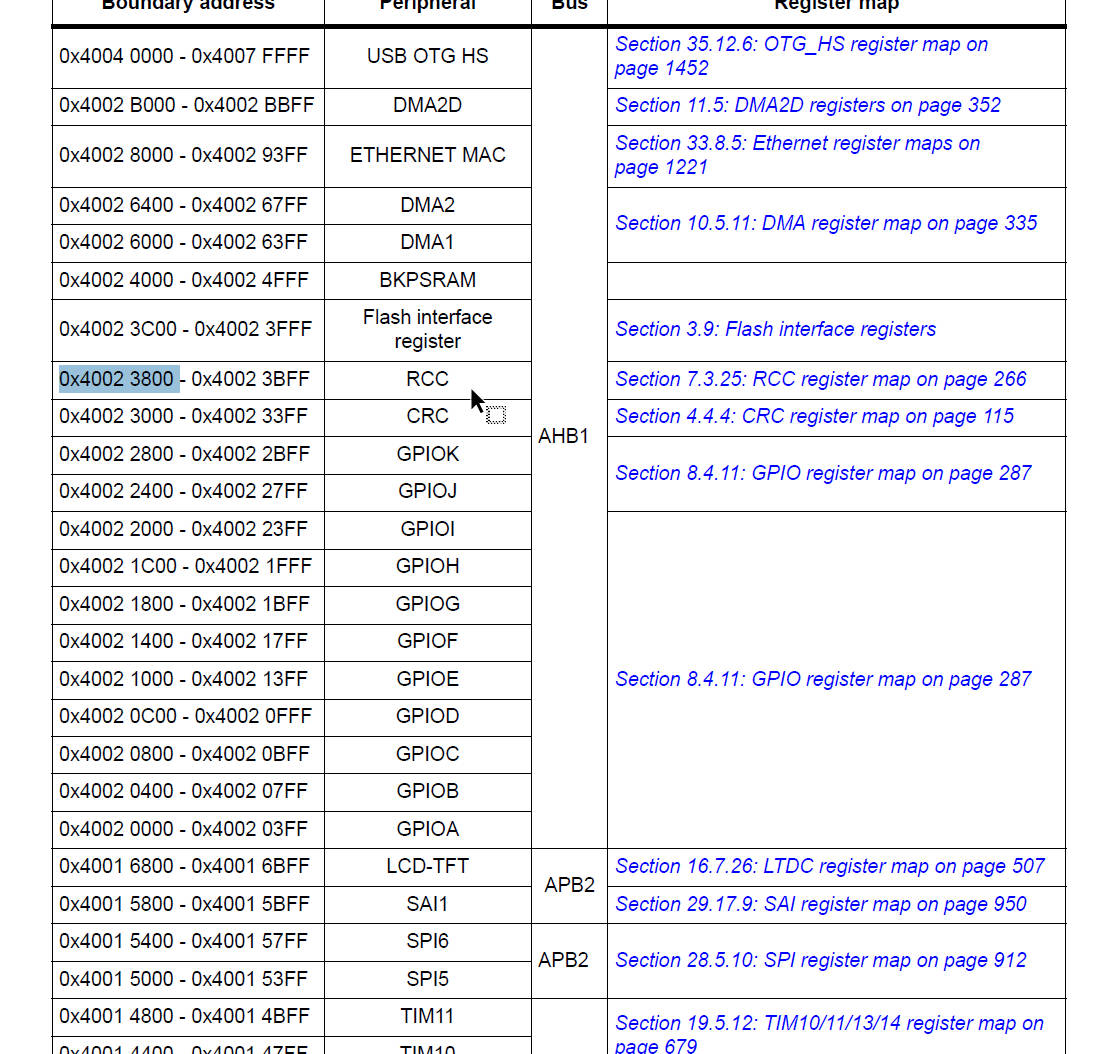 Boundary address Peripheral Bus Register map
0x4004 0000 - 0x4007 FFFF USB OTG HS Section 35.12.6: OTG_HS register map on
page 1452
0x4002 B000 - 0x4002 BBFF DMA2D Section 11.5: DMA2D registers on page 352
0x4002 8000 - 0x4002 93FF ETHERNET MAC Section 33.8.5: Ethernet register maps on
page 1221
0x4002 6400 - 0x4002 67FF DMA2
Section 10.5.11: DMA register map on page 335
0x4002 6000 - 0x4002 63FF DMA1
0x4002 4000 - 0x4002 4FFF BKPSRAM
0x4002 3C00 - 0x4002 3FFF Flash interface
register Section 3.9: Flash interface registers
0x4002 3800 - 0x4002 3BFF RCC Section 7.3.25: RCC register map on page 266
0x4002 3000 - 0x4002 33FF CRC Section 4.4.4: CRC register map on page 115
AHB1
0x4002 2800 - 0x4002 2BFF GPIOK
Section 8.4.11: GPIO register map on page 287
0x4002 2400 - 0x4002 27FF GPIOJ
0x4002 2000 - 0x4002 23FF GPIOI
0x4002 1C00 - 0x4002 1FFF GPIOH
0x4002 1800 - 0x4002 1BFF GPIOG
0x4002 1400 - 0x4002 17FF GPIOF
0x4002 1000 - 0x4002 13FF GPIOE Section 8.4.11: GPIO register map on page 287
0x4002 0C00 - 0x4002 0FFF GPIOD
0x4002 0800 - 0x4002 0BFF GPIOC
0x4002 0400 - 0x4002 07FF GPIOB
0x4002 0000 - 0x4002 03FF GPIOA
0x4001 6800 - 0x4001 6BFF LCD-TFT Section 16.7.26: LTDC register map on page 507
APB2
0x4001 5800 - 0x4001 5BFF SAI1 Section 29.17.9: SAI register map on page 950
0x4001 5400 - 0x4001 57FF SPI6
APB2 Section 28.5.10: SPI register map on page 912
0x4001 5000 - 0x4001 53FF SPI5
0x4001 4800 - 0x4001 4BFF TIM11 Section 19.5.12: TIM10/11/13/14 register map on
page 679
0x4001 4400 - 0x4001 47FF TIM10